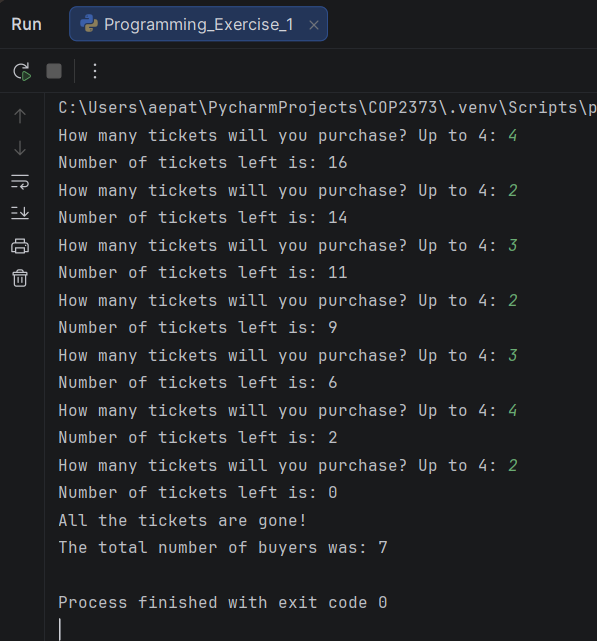 Run
Programming_Exercise_1
C:\Users\aepat\PycharmProjects\COP2373\.venv\Scripts\p
How many tickets will you purchase? Up to 4: 4
Number of tickets left is: 16
How many tickets will you purchase? Up to 4: 2
Number of tickets left is: 14
How many tickets will you purchase? Up to 4: 3
Number of tickets left is: 11
How many tickets will you purchase? Up to 4: 2
Number of tickets left is: 9
How many tickets will you purchase? Up to 4: 3
Number of tickets left is: 6
How many tickets will you purchase? Up to 4: 4
Number of tickets left is: 2
How many tickets will you purchase? Up to 4: 2
Number of tickets left is: 0
All the tickets are gone!
The total number of buyers was: 7
Process finished with exit code 0